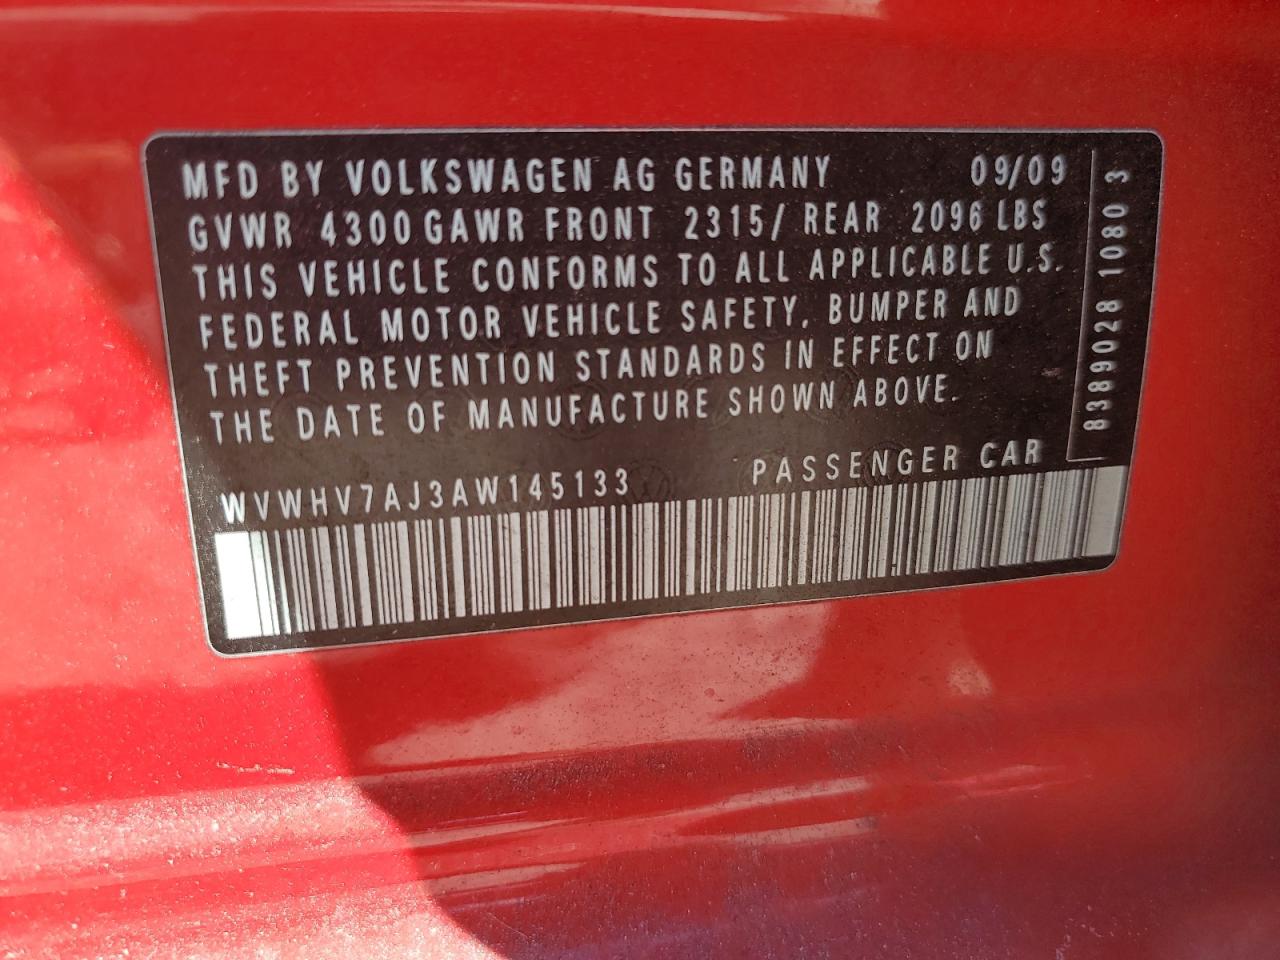 MFD BY VOLKSWAGEN AG GERMANY 09/09
GVWR 4300 GAWR FRONT 2315/ REAR 2096 LBS
THIS VEHICLE CONFORMS TO ALL APPLICABLE U.S.
FEDERAL MOTOR VEHICLE SAFETY, BUMPER AND
THEFT PREVENTION STANDARDS IN EFFECT ON
THE DATE OF MANUFACTURE SHOWN ABOVE.
WVWHV7AJ3AW145133 PASSENGER CAR
8389028 1080 3